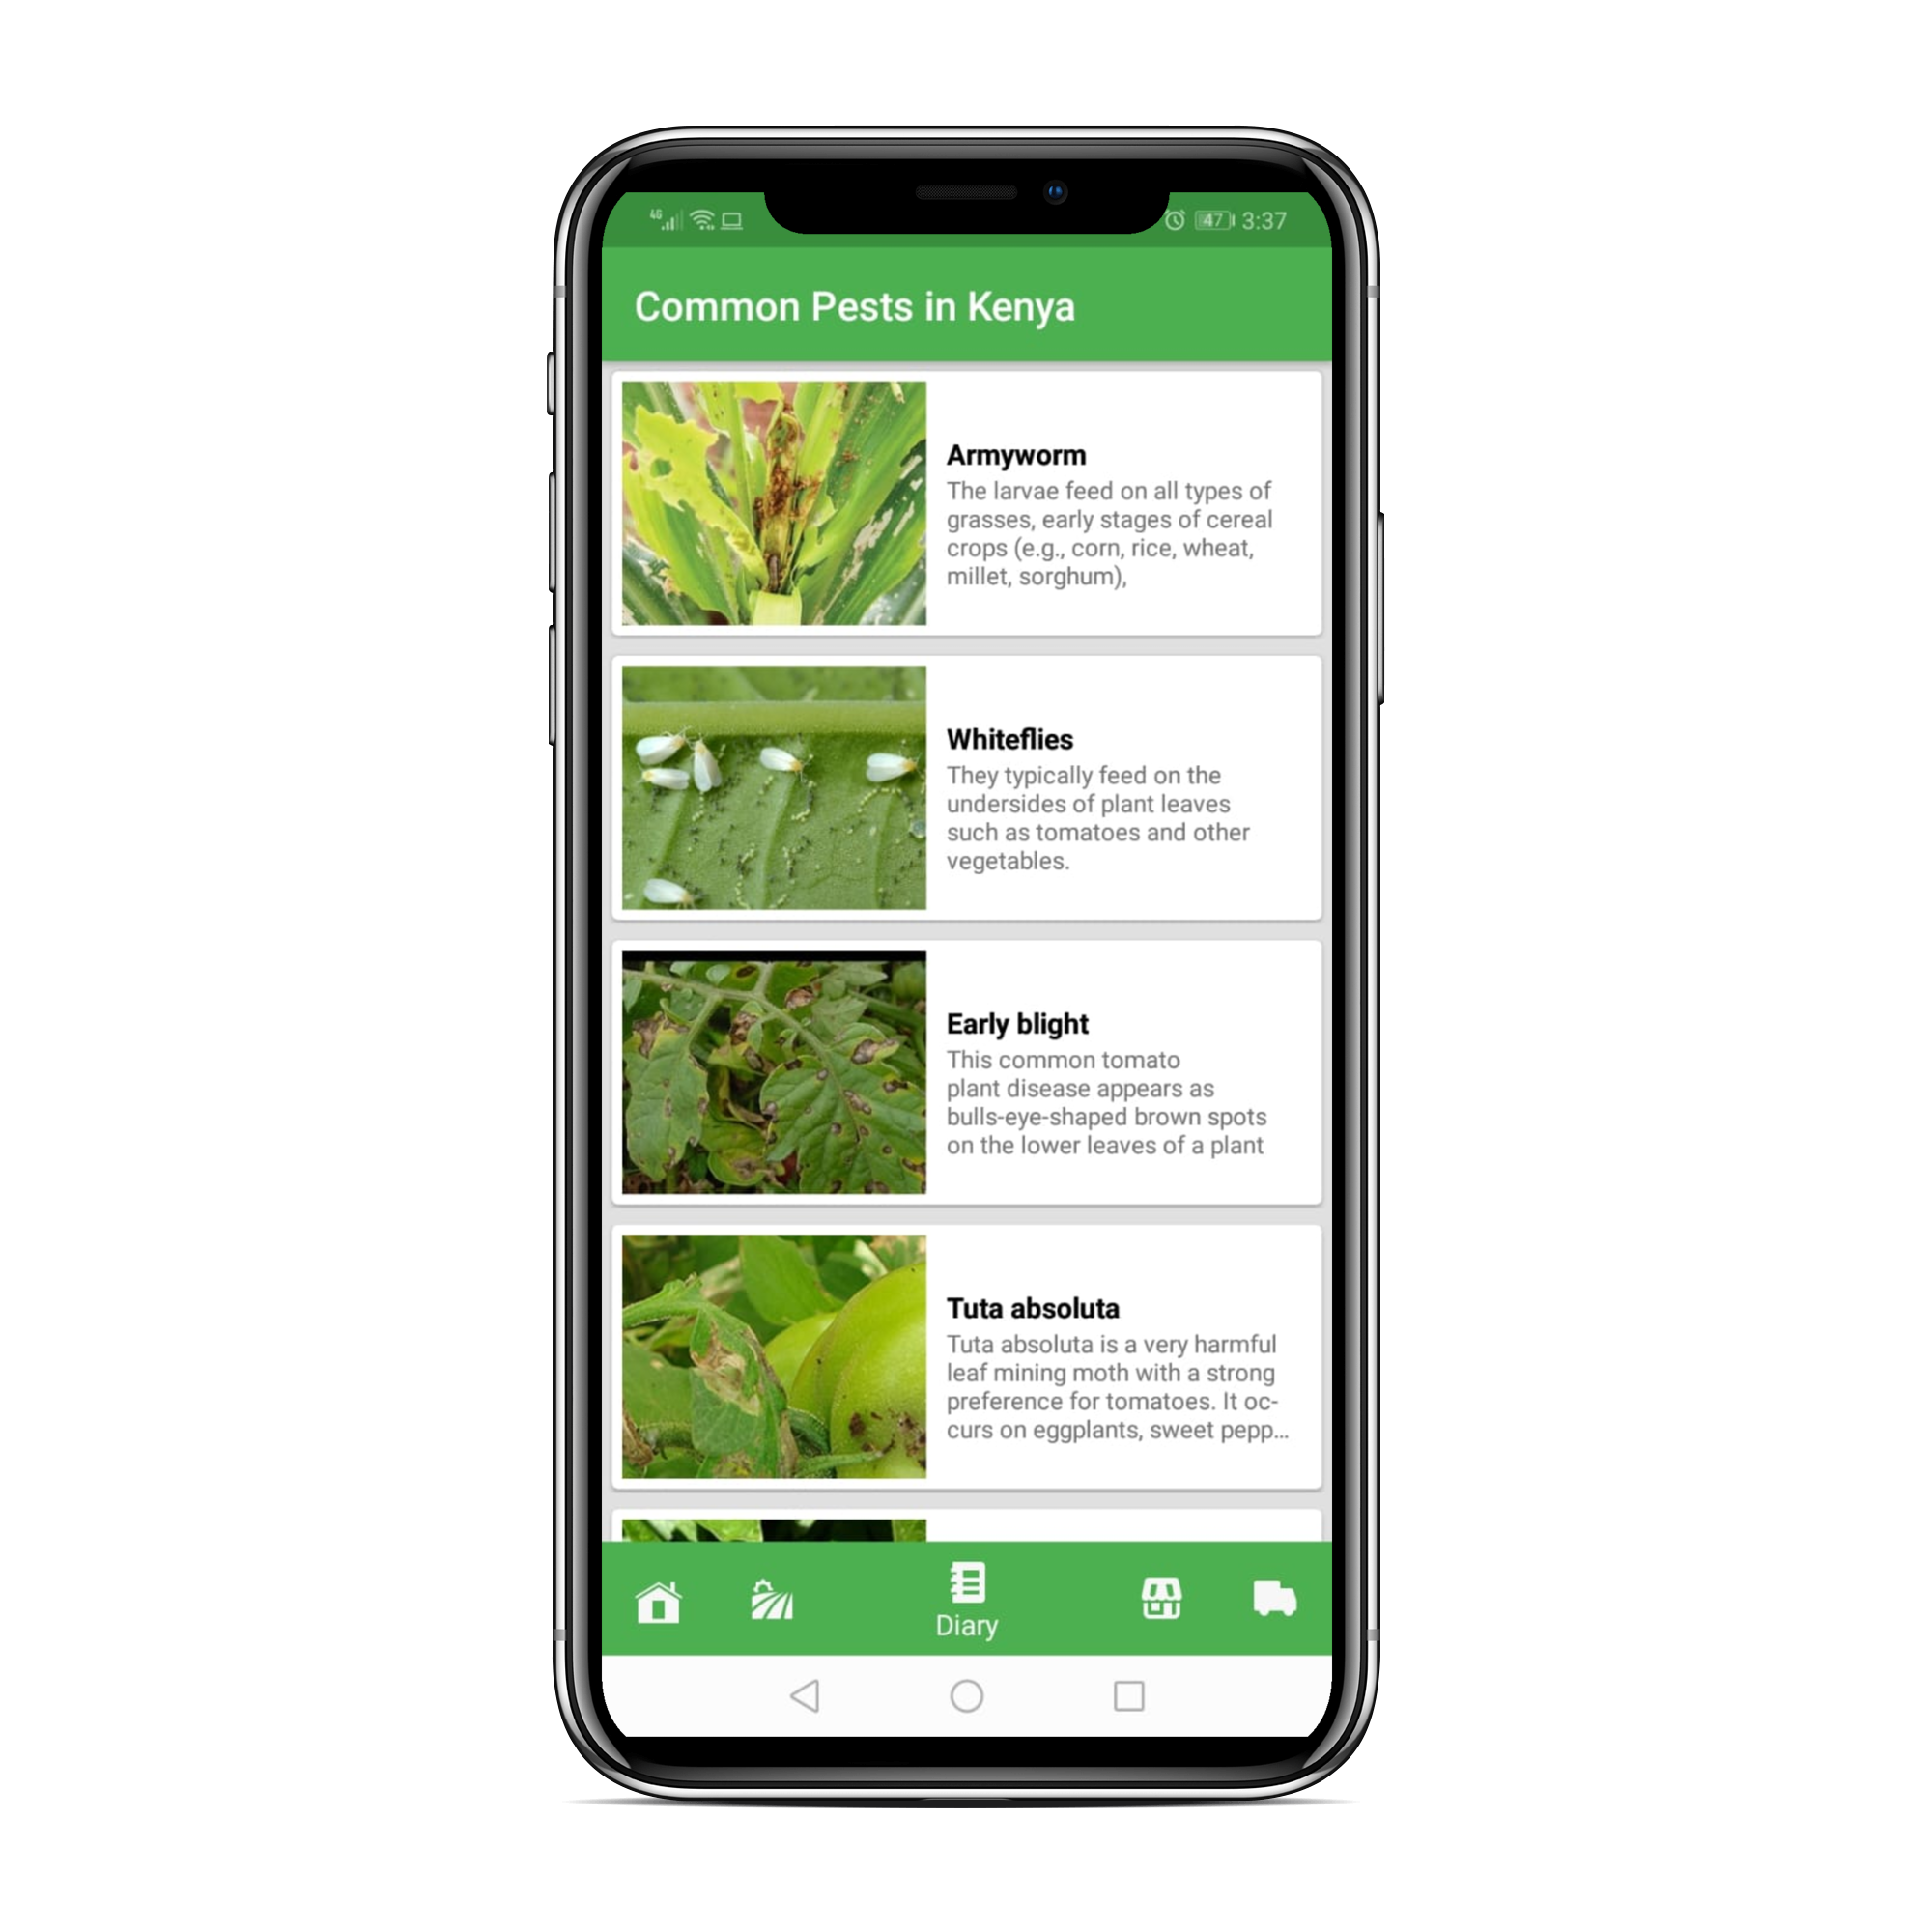 4G
47 3:37
Common Pests in Kenya
Armyworm
The larvae feed on all types of
grasses, early stages of cereal
crops (e.g., corn, rice, wheat,
millet, sorghum),
Whiteflies
They typically feed on the
undersides of plant leaves
such as tomatoes and other
vegetables.
Early blight
This common tomato
plant disease appears as
bulls-eye-shaped brown spots
on the lower leaves of a plant
Tuta absoluta
Tuta absoluta is a very harmful
leaf mining moth with a strong
preference for tomatoes. It oc-
curs on eggplants, sweet pepp...
Diary